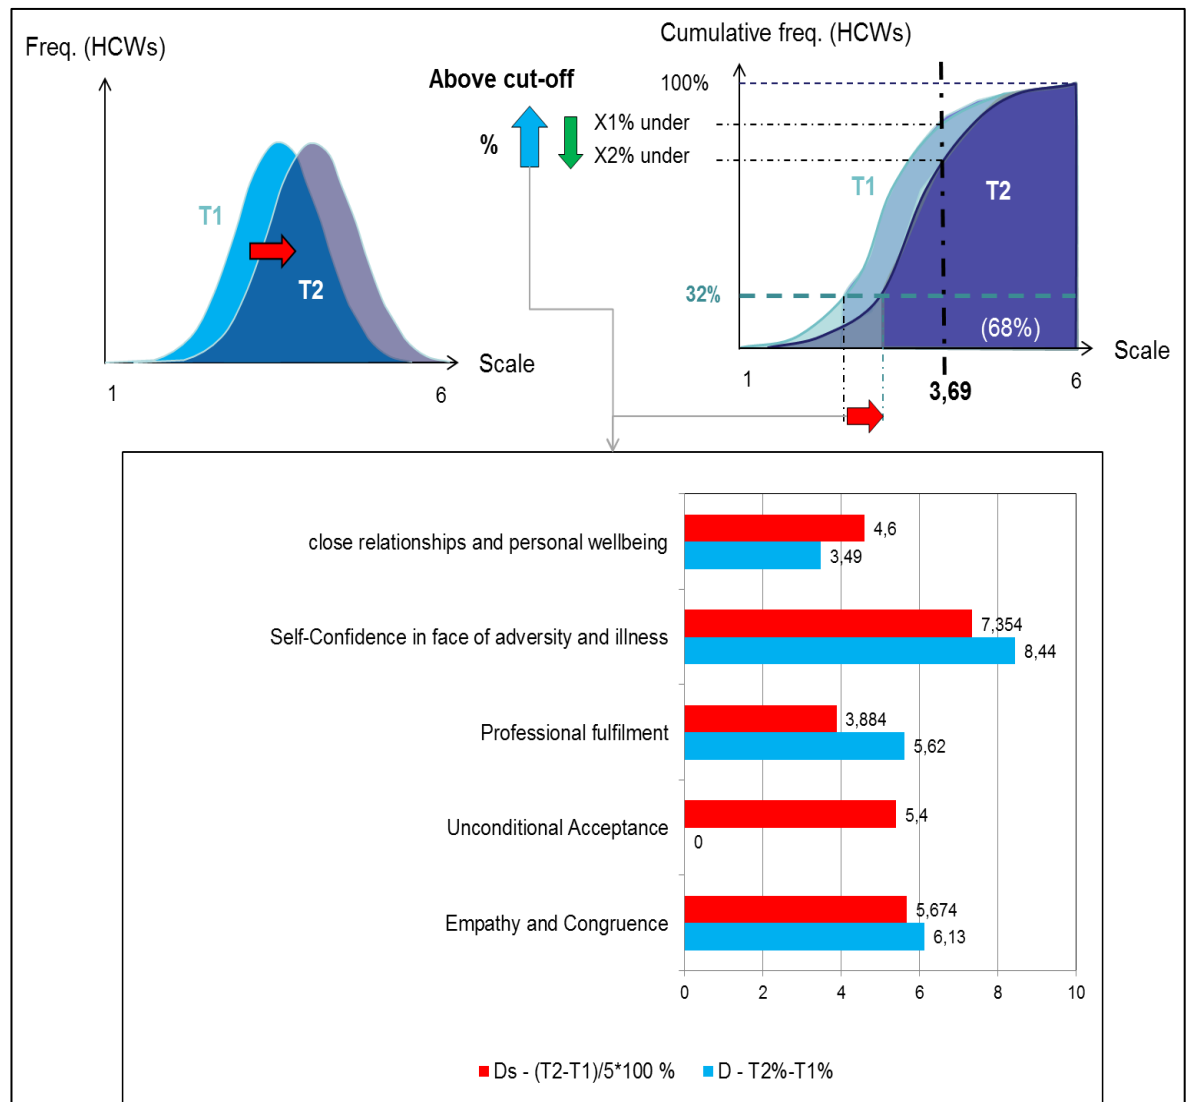 Freq. (HCWs)
T1
T2
Scale
1
6
Above cut-off
%
X1% under
X2% under
Cumulative freq. (HCWs)
100%
T1
T2
32%
(68%)
Scale
1
3,69
6
close relationships and personal wellbeing
4,6
3,49
Self-Confidence in face of adversity and illness
7,354
8,44
Professional fulfilment
3,884
5,62
Unconditional Acceptance
5,4
0
Empathy and Congruence
5,674
6,13
0 2 4 6 8 10
Ds - (T2-T1)/5*100 % D - T2%-T1%